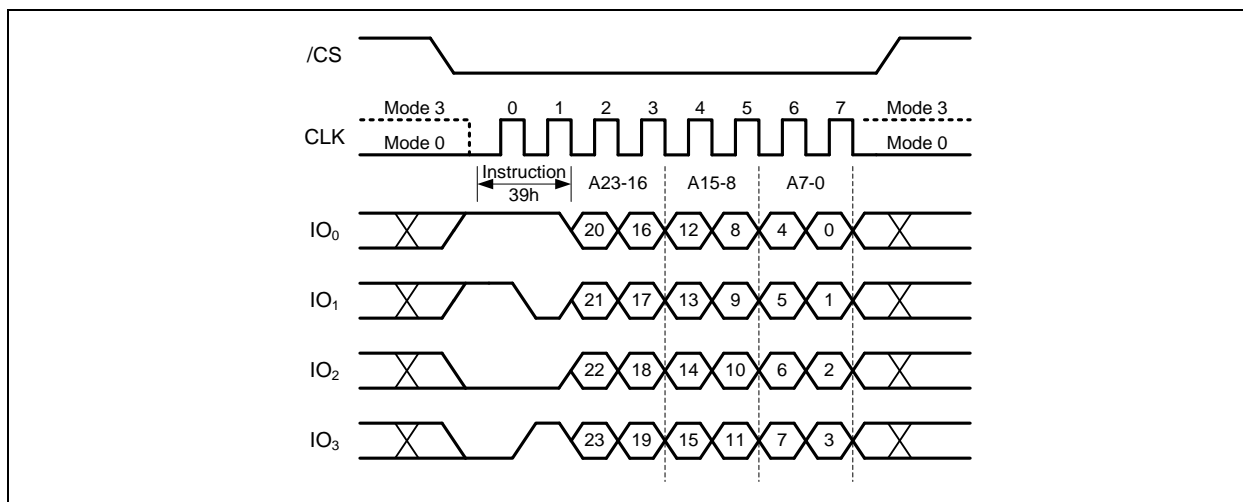 /CS
Mode 3 0 1 2 3 4 5 6 7 Mode 3
CLK
Mode 0 Mode 0
Instruction A23-16 A15-8 A7-0
39h
IO₀ 20 16 12 8 4 0
IO₁ 21 17 13 9 5 1
IO₂ 22 18 14 10 6 2
IO₃ 23 19 15 11 7 3